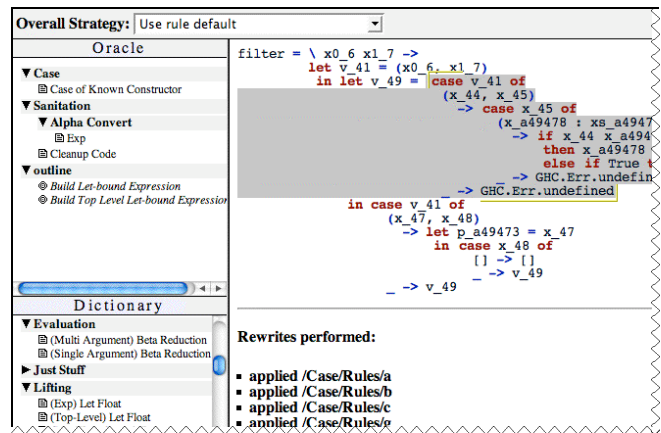 Overall Strategy: Use rule default
Oracle
Case
Case of Known Constructor
Sanitation
Alpha Convert
Exp
Cleanup Code
outline
Build Let-bound Expression
Build Top Level Let-bound Expression
Dictionary
Evaluation
(Multi Argument) Beta Reduction
(Single Argument) Beta Reduction
Just Stuff
Lifting
(Exp) Let Float
(Top-Level) Let Float
filter = \ x0_6 x1_7 ->
let v_41 = (x0_6, x1_7)
in let v_49 = case v_41 of
(x_44, x_45)
-> case x_45 of
(x_a49478 : xs_a4947
-> if x_44 x_a494
then x_a49478
else if True t
_ -> GHC.Err.undefin
_ -> GHC.Err.undefined
in case v_41 of
(x_47, x_48)
-> let p_a49473 = x_47
in case x_48 of
[] -> []
_ -> v_49
_ -> v_49
Rewrites performed:
applied /Case/Rules/a
applied /Case/Rules/b
applied /Case/Rules/c
applied /Case/Rules/g